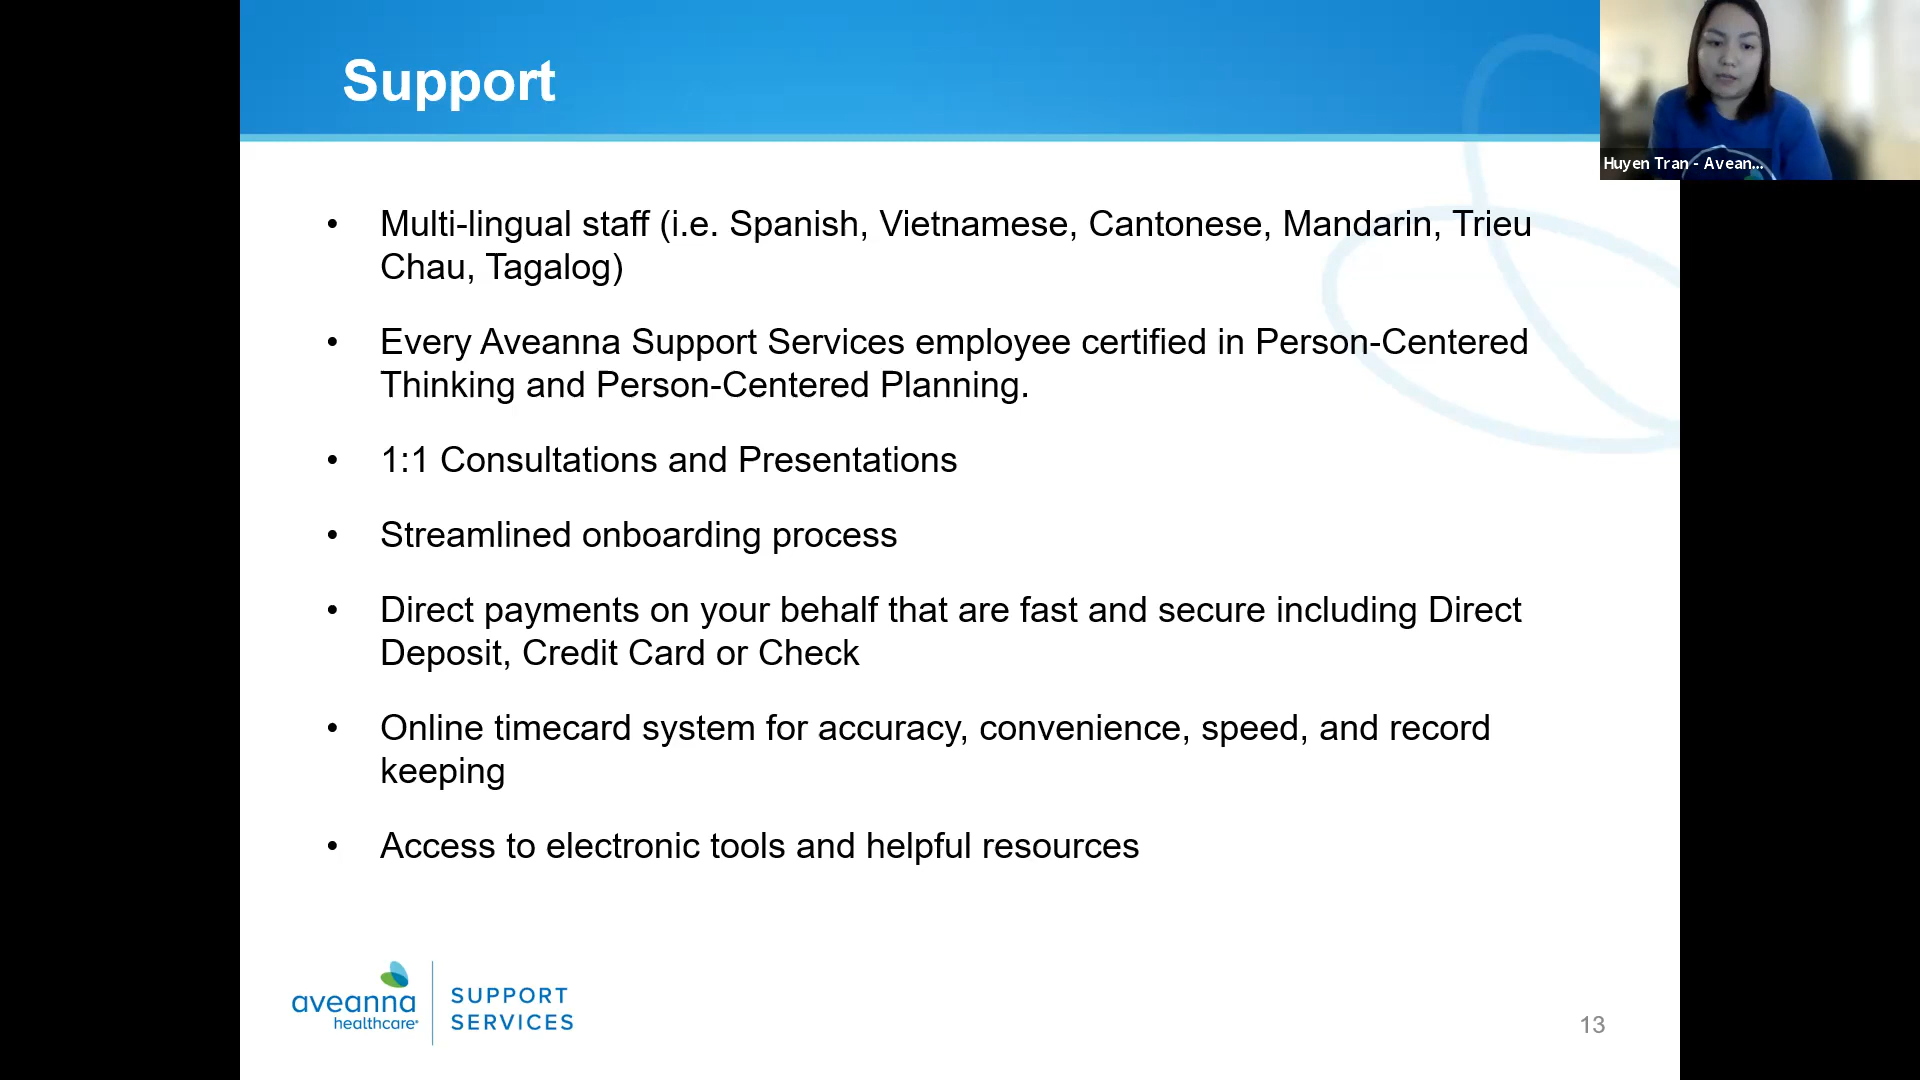 Support
Huyen Tran - Avean...
• Multi-lingual staff (i.e. Spanish, Vietnamese, Cantonese, Mandarin, Trieu
Chau, Tagalog)
• Every Aveanna Support Services employee certified in Person-Centered
Thinking and Person-Centered Planning.
• 1:1 Consultations and Presentations
• Streamlined onboarding process
• Direct payments on your behalf that are fast and secure including Direct
Deposit, Credit Card or Check
• Online timecard system for accuracy, convenience, speed, and record
keeping
• Access to electronic tools and helpful resources
aveanna
healthcare
SUPPORT
SERVICES
13